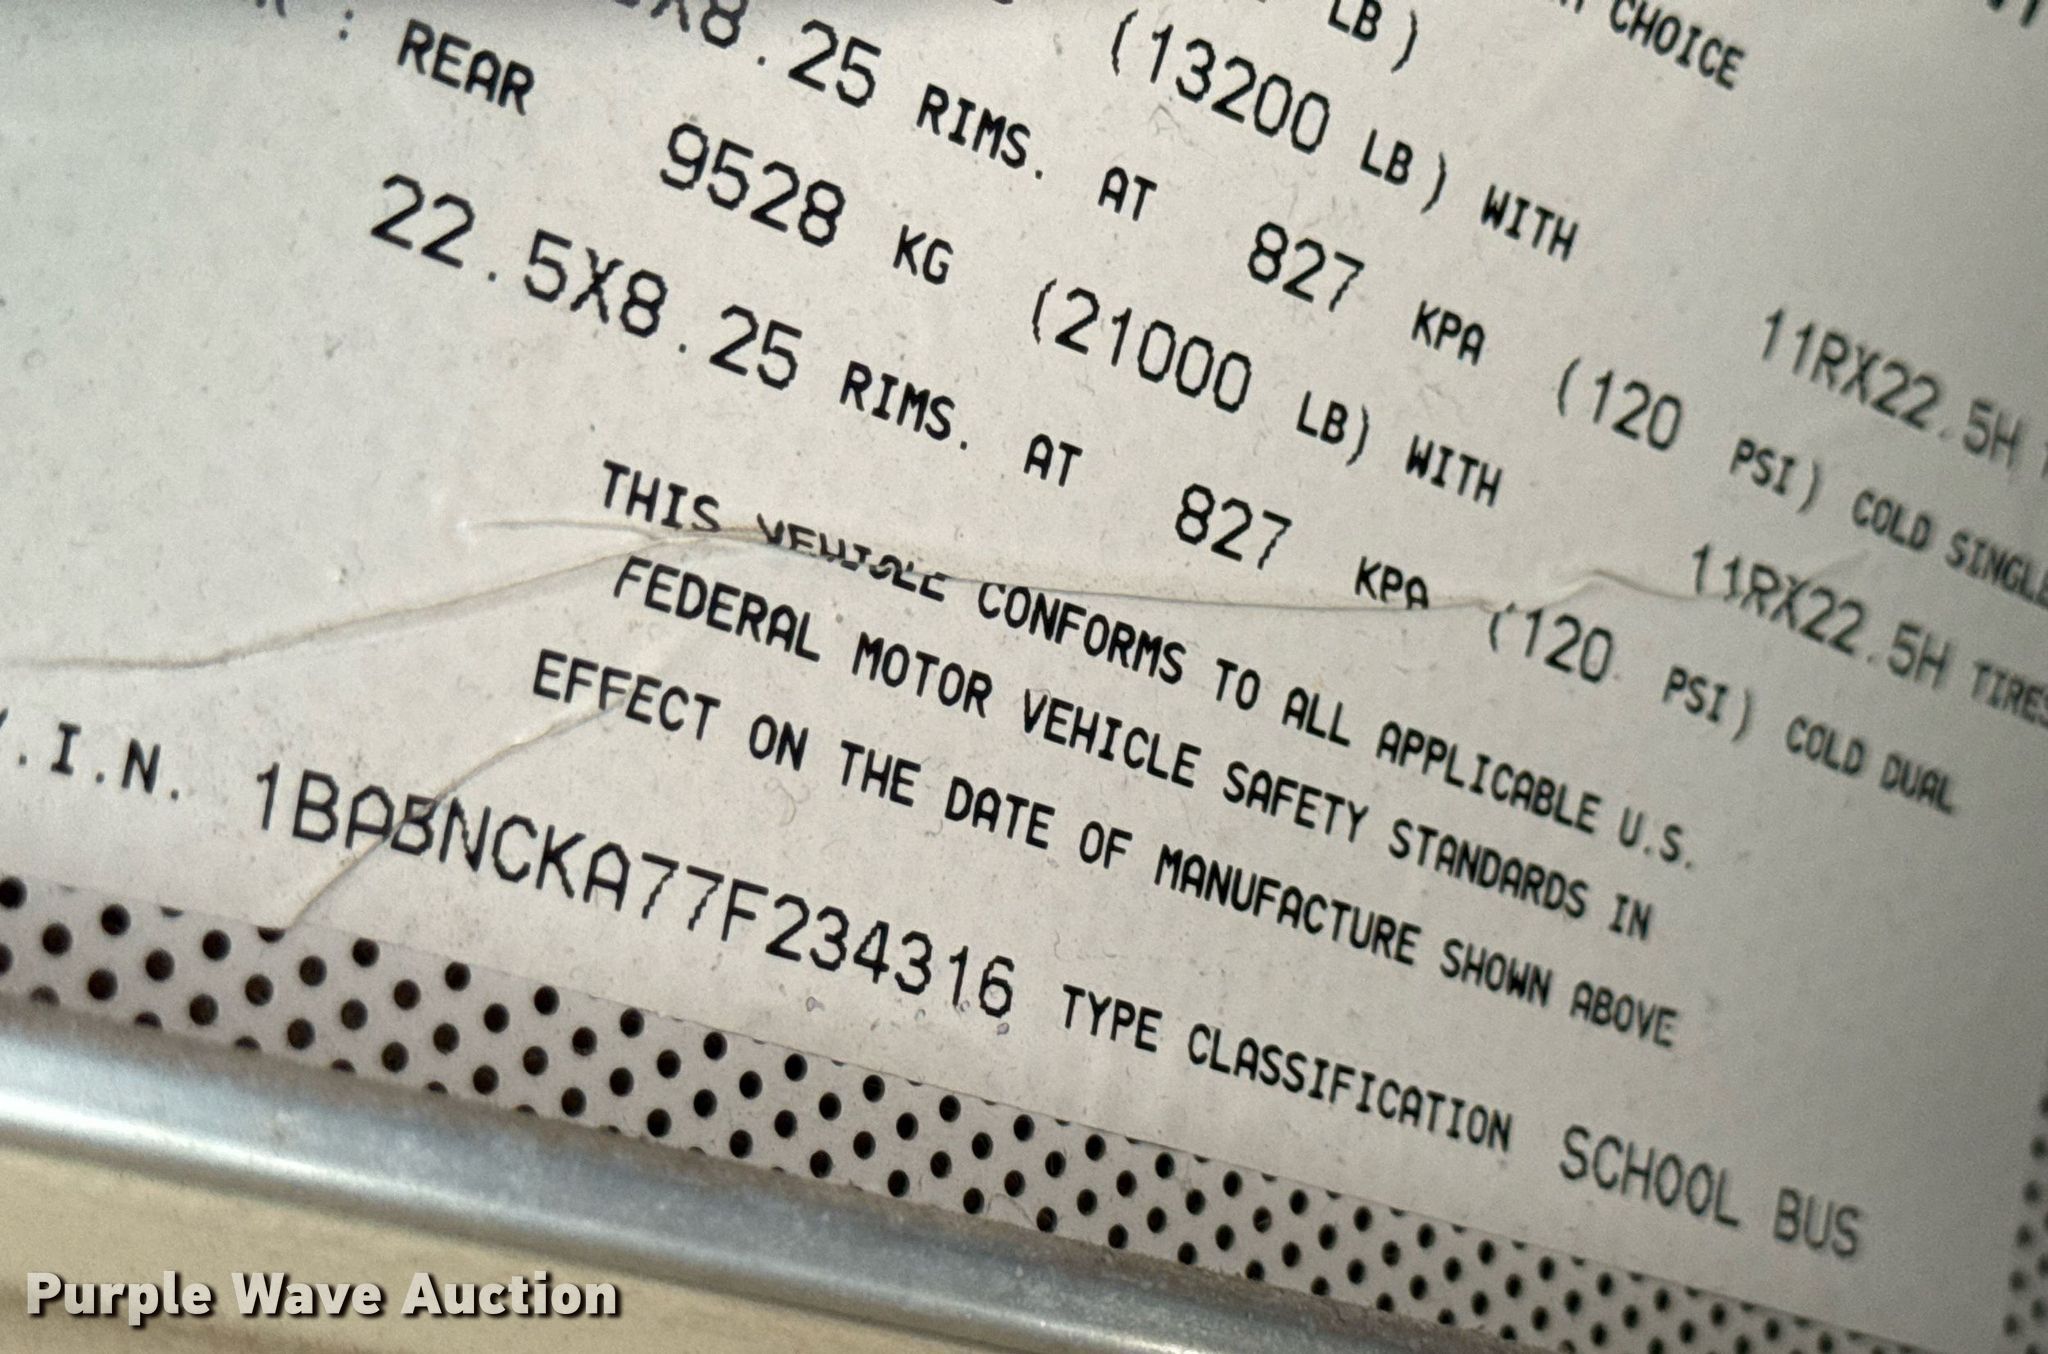 CHOICE
LB)
(13200 LB) WITH 11RX22.5H
X8.25 RIMS. AT 827 KPA (120 PSI) COLD SINGLE
: REAR 9528 KG (21000 LB) WITH 11RX22.5H TIRES
22.5X8.25 RIMS. AT 827 KPA (120 PSI) COLD DUAL
THIS VEHICLE CONFORMS TO ALL APPLICABLE U.S.
FEDERAL MOTOR VEHICLE SAFETY STANDARDS IN
EFFECT ON THE DATE OF MANUFACTURE SHOWN ABOVE
V.I.N. 1BABNCKA77F234316 TYPE CLASSIFICATION SCHOOL BUS
Purple Wave Auction